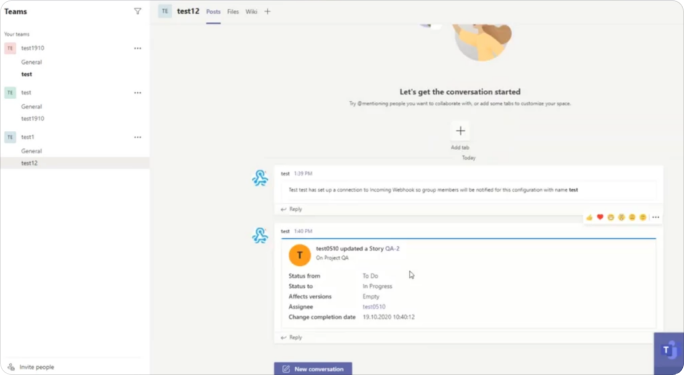 Teams
TE test12 Posts Files Wiki +
Your teams
TE test1910 ...
General
test
TE test ...
General
test1910
TE test1 ...
General
test12
Let's get the conversation started
Try @mentioning people you want to collaborate with, or add some tabs to customize your space.
Add tab
Today
test 1:29 PM
Test test has set up a connection to Incoming Webhook so group members will be notified for this configuration with name test
Reply
test 1:40 PM
T
test0510 updated a Story QA-2
On Project QA
Status from To Do
Status to In Progress
Affects versions Empty
Assignee test0510
Change completion date 19.10.2020 10:40:12
Reply
New conversation
Invite people
T